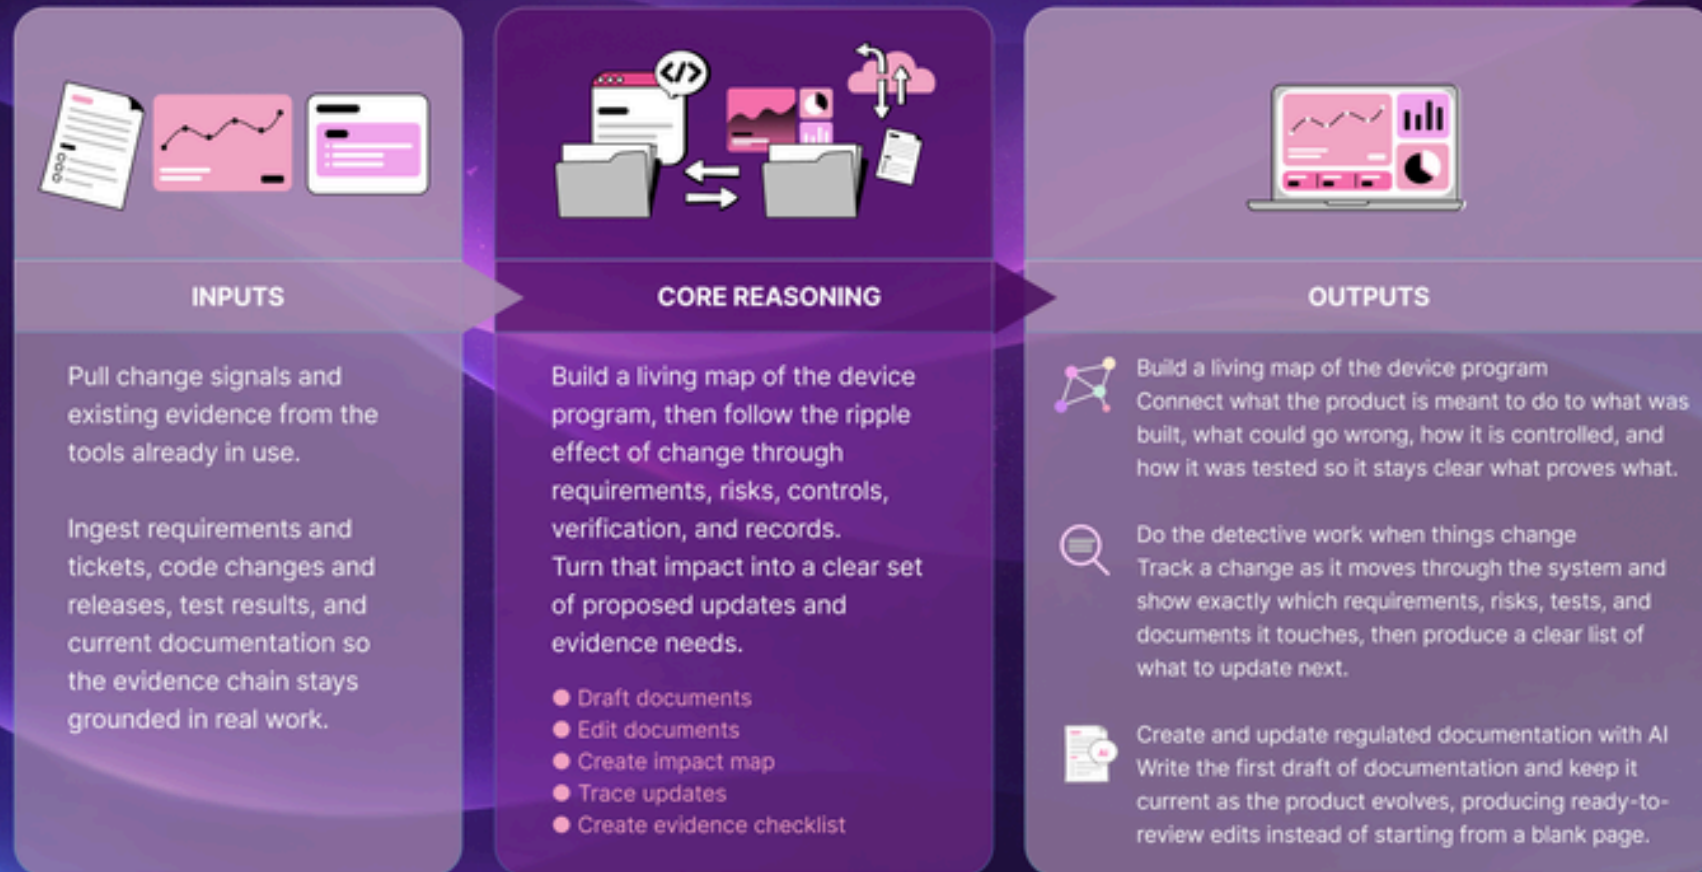 INPUTS
Pull change signals and
existing evidence from the
tools already in use.
Ingest requirements and
tickets, code changes and
releases, test results, and
current documentation so
the evidence chain stays
grounded in real work.
</>
CORE REASONING
Build a living map of the device
program, then follow the ripple
effect of change through
requirements, risks, controls,
verification, and records.
Turn that impact into a clear set
of proposed updates and
evidence needs.
● Draft documents
● Edit documents
● Create impact map
● Trace updates
● Create evidence checklist
OUTPUTS
Build a living map of the device program
Connect what the product is meant to do to what was
built, what could go wrong, how it is controlled, and
how it was tested so it stays clear what proves what.
Do the detective work when things change
Track a change as it moves through the system and
show exactly which requirements, risks, tests, and
documents it touches, then produce a clear list of
what to update next.
AI
Create and update regulated documentation with AI
Write the first draft of documentation and keep it
current as the product evolves, producing ready-to-
review edits instead of starting from a blank page.